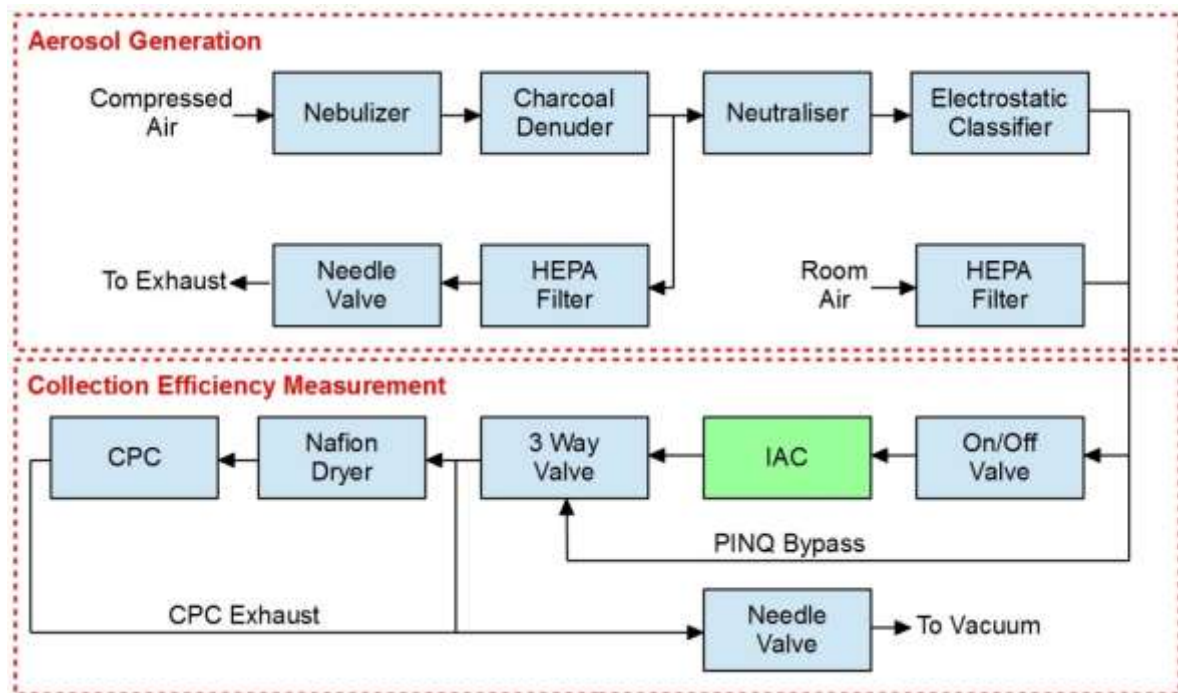 Aerosol Generation
Compressed
Air
Nebulizer
Charcoal
Denuder
Neutraliser
Electrostatic
Classifier
To Exhaust
Needle
Valve
HEPA
Filter
Room
Air
HEPA
Filter
Collection Efficiency Measurement
CPC
Nafion
Dryer
3 Way
Valve
IAC
On/Off
Valve
PINQ Bypass
CPC Exhaust
Needle
Valve
To Vacuum